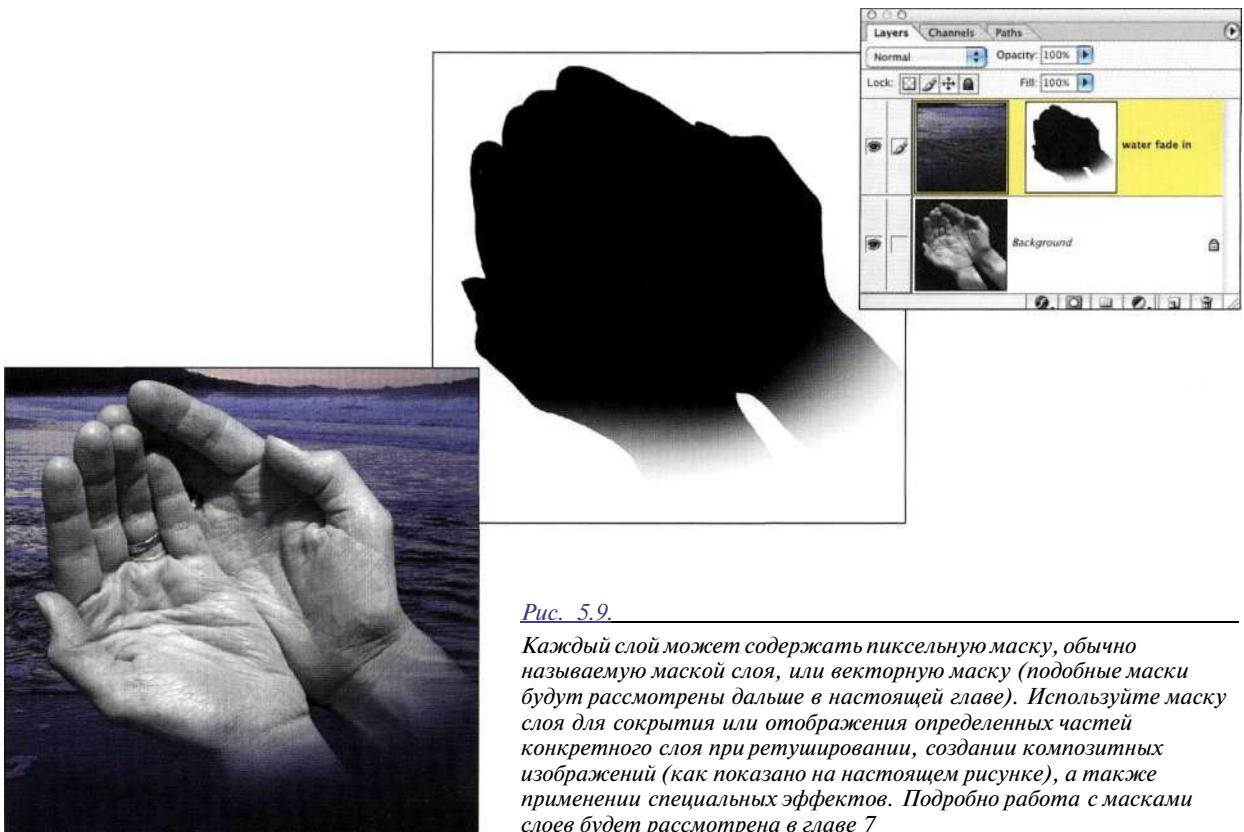 Layers Channels Paths
Normal Opacity: 100%
Lock: Fill: 100%
water fade in
Background
Рис. 5.9.
Каждый слой может содержать пиксельную маску, обычно
называемую маской слоя, или векторную маску (подобные маски
будут рассмотрены дальше в настоящей главе). Используйте маску
слоя для сокрытия или отображения определенных частей
конкретного слоя при ретушировании, создании композитных
изображений (как показано на настоящем рисунке), а также
применении специальных эффектов. Подробно работа с масками
слоев будет рассмотрена в главе 7